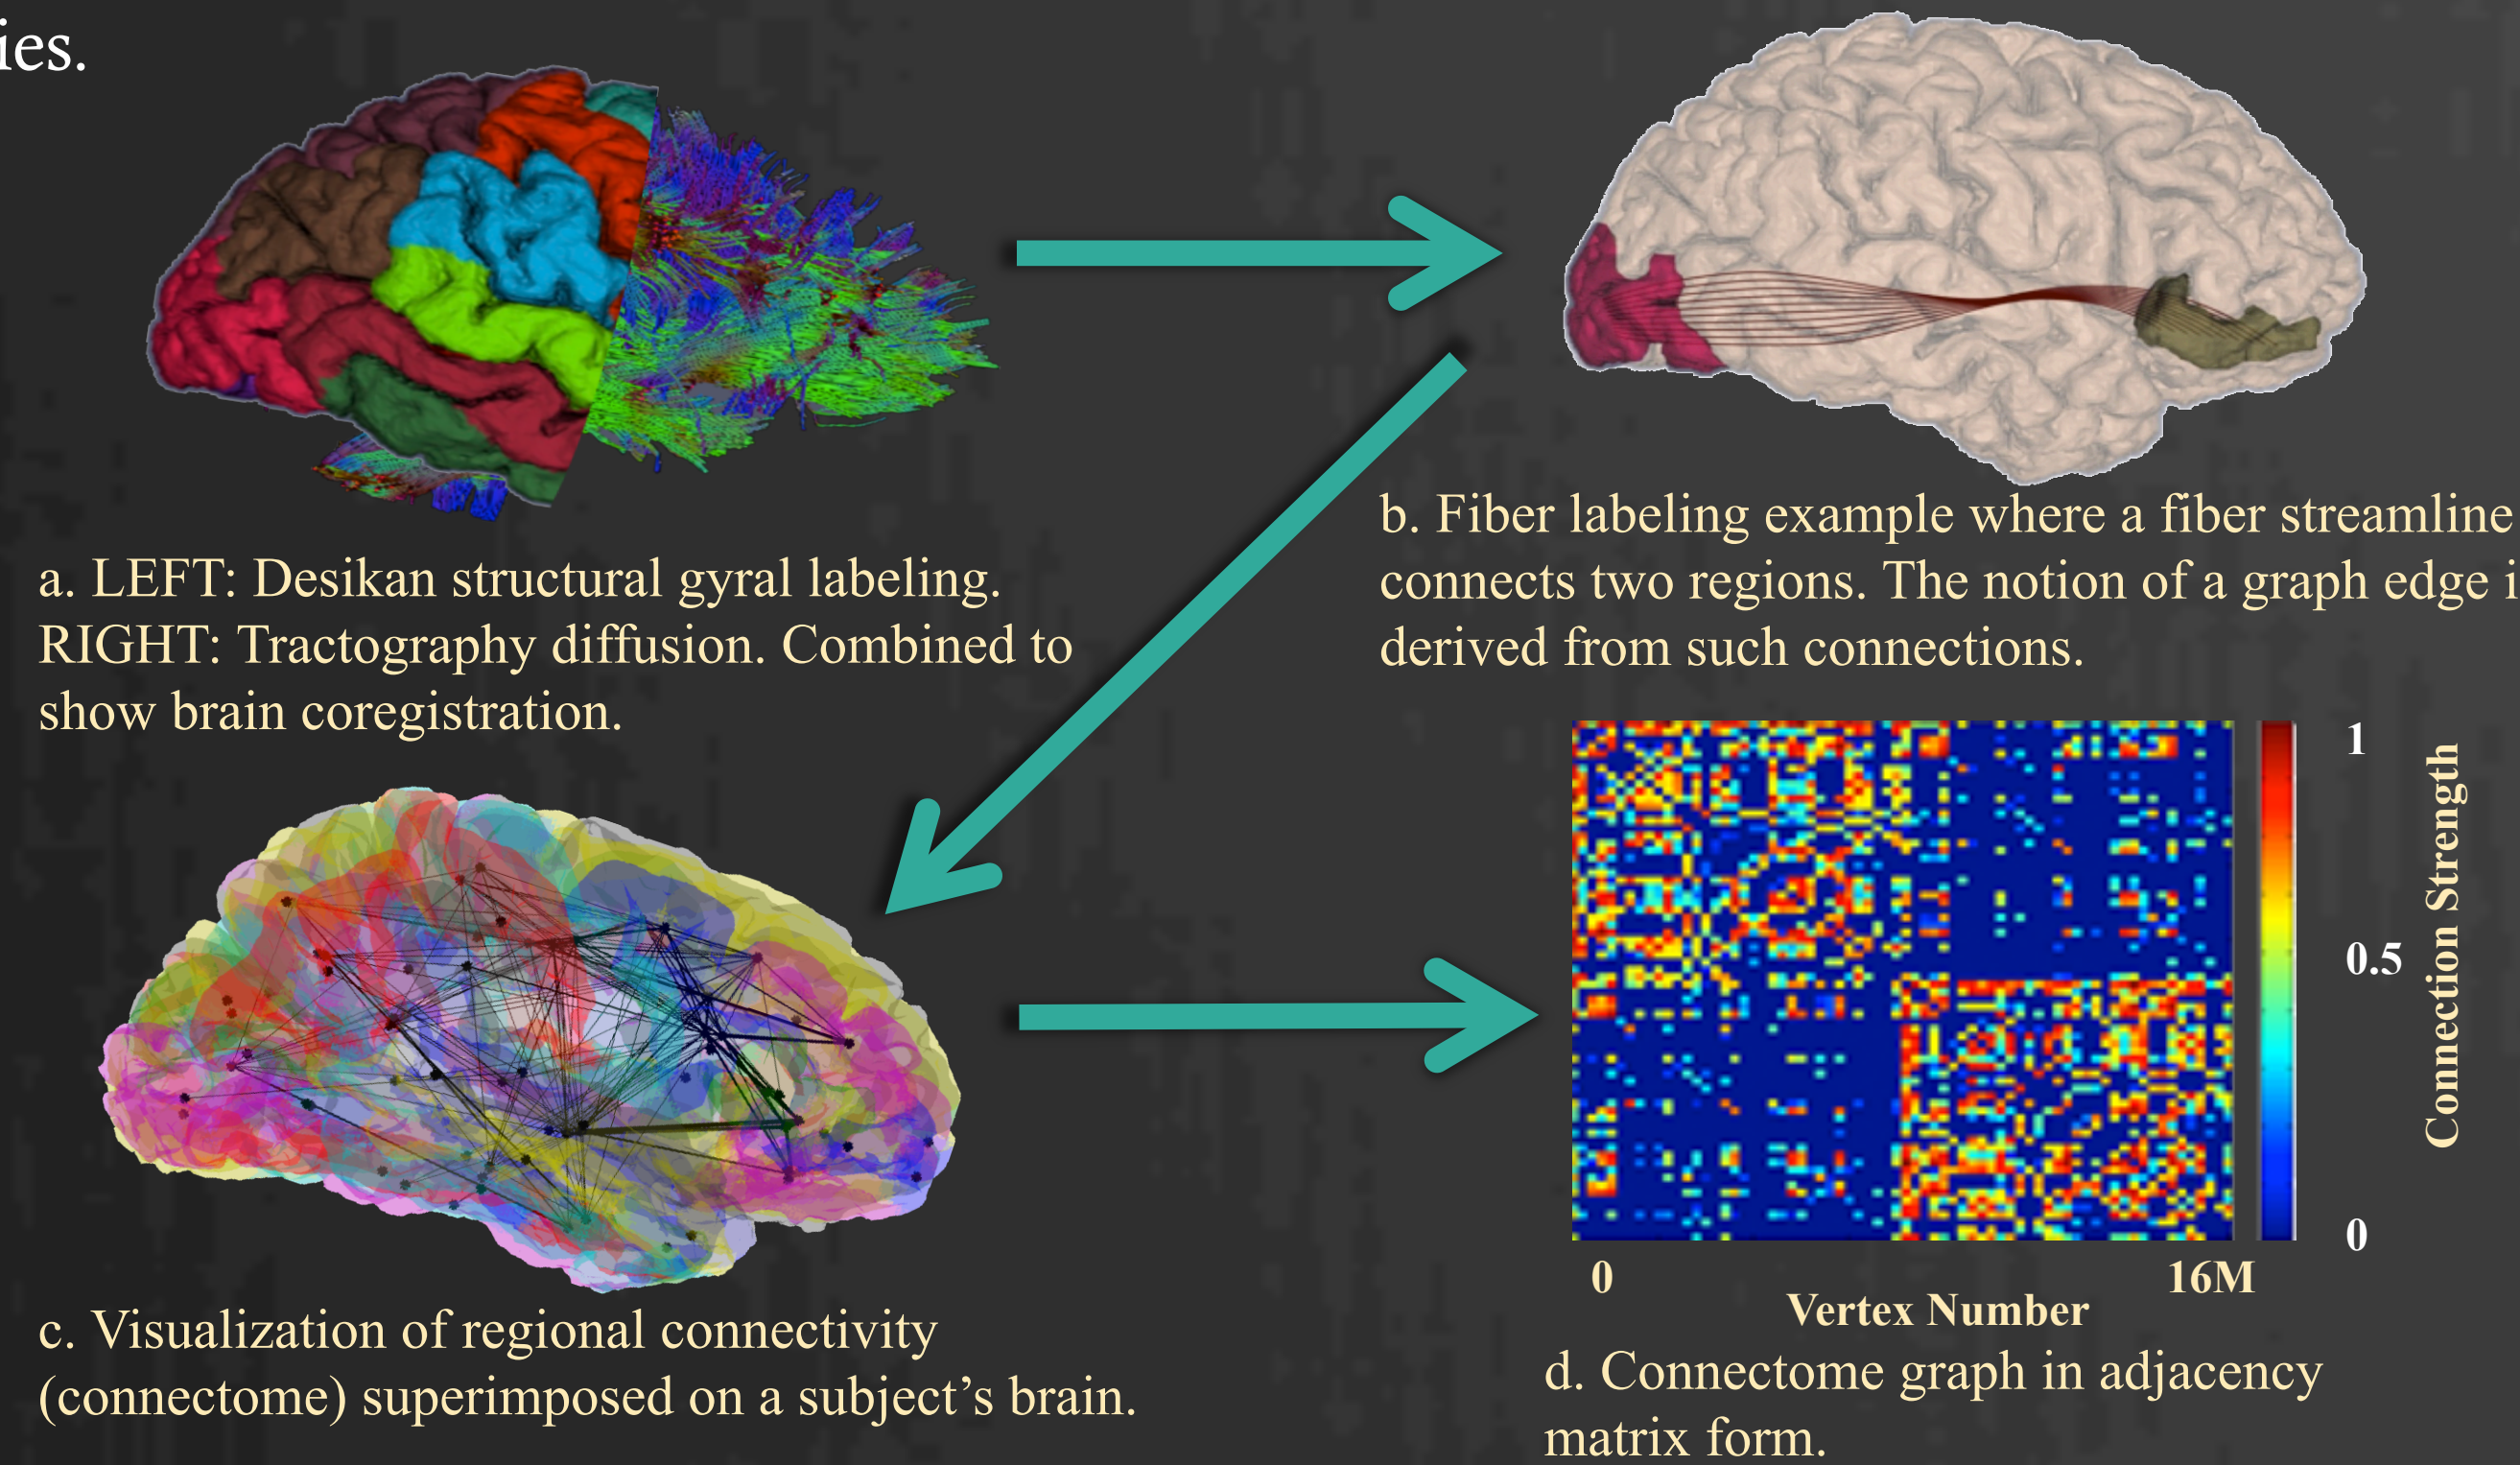 ies.
a. LEFT: Desikan structural gyral labeling.
RIGHT: Tractography diffusion. Combined to
show brain coregistration.
b. Fiber labeling example where a fiber streamline
connects two regions. The notion of a graph edge i
derived from such connections.
c. Visualization of regional connectivity
(connectome) superimposed on a subject’s brain.
1
0.5
0
Connection Strength
0
16M
Vertex Number
d. Connectome graph in adjacency
matrix form.